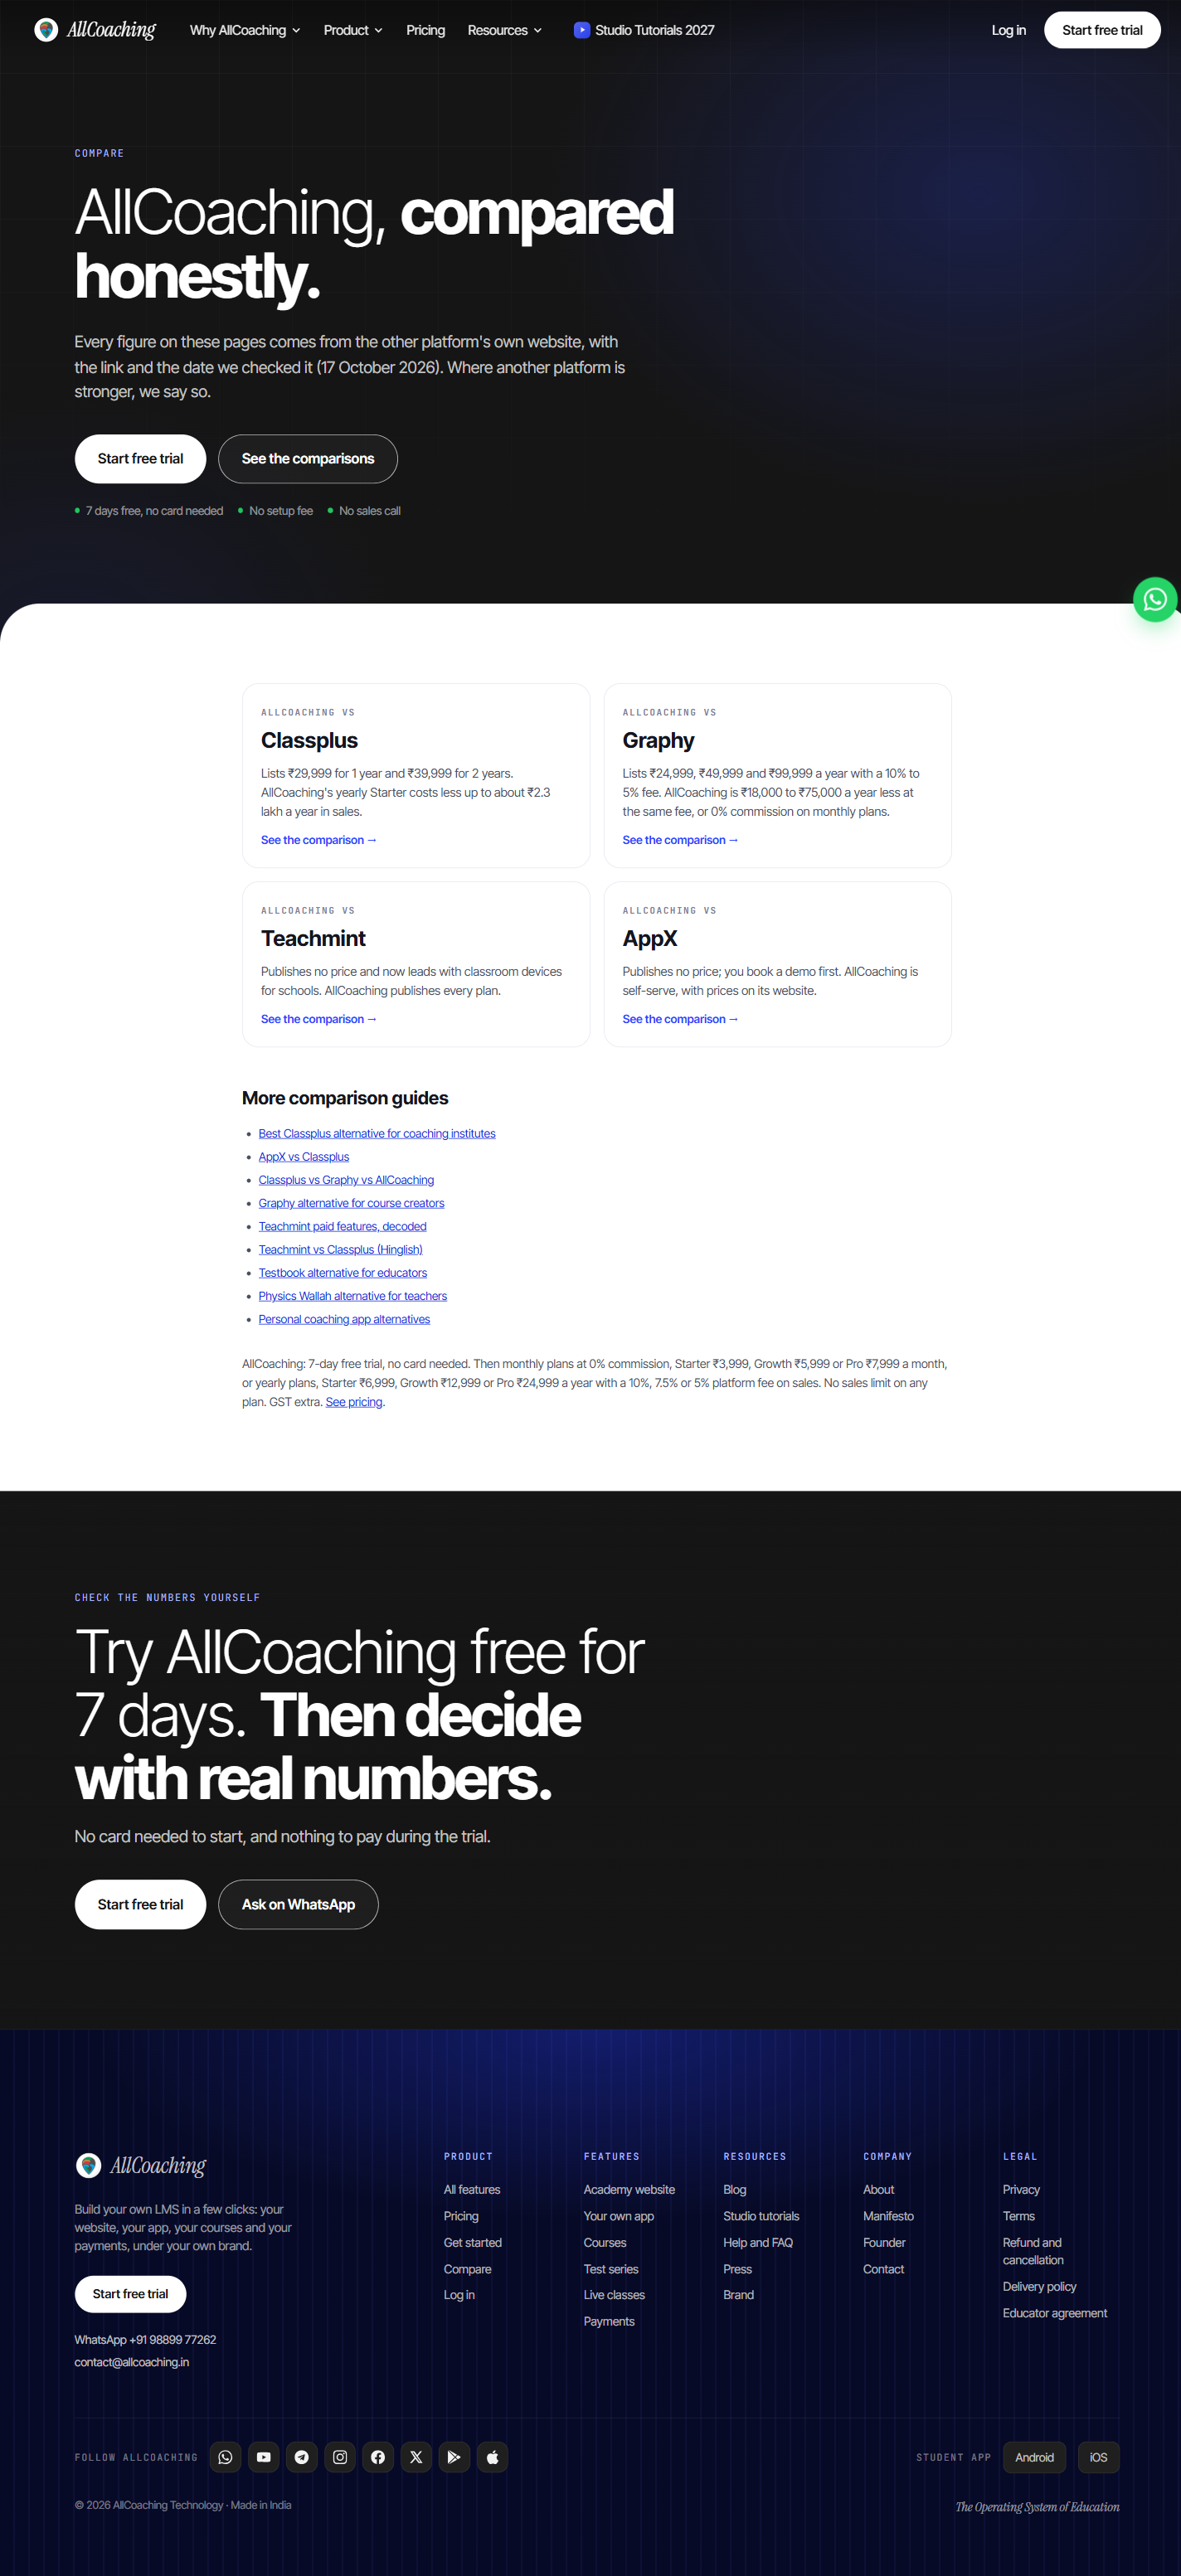 AllCoaching
Why AllCoaching
Product
Pricing
Resources
Studio Tutorials 2027
Log in
Start free trial
COMPARE
AllCoaching, compared
honestly.
Every figure on these pages comes from the other platform's own website, with
the link and the date we checked it (17 October 2026). Where another platform is
stronger, we say so.
Start free trial
See the comparisons
7 days free, no card needed
No setup fee
No sales call
ALLCOACHING VS
Classplus
Lists ₹29,999 for 1 year and ₹39,999 for 2 years.
AllCoaching's yearly Starter costs less up to about ₹2.3
lakh a year in sales.
See the comparison →
ALLCOACHING VS
Graphy
Lists ₹24,999, ₹49,999 and ₹99,999 a year with a 10% to
5% fee. AllCoaching is ₹18,000 to ₹75,000 a year less at
the same fee, or 0% commission on monthly plans.
See the comparison →
ALLCOACHING VS
Teachmint
Publishes no price and now leads with classroom devices
for schools. AllCoaching publishes every plan.
See the comparison →
ALLCOACHING VS
AppX
Publishes no price; you book a demo first. AllCoaching is
self-serve, with prices on its website.
See the comparison →
More comparison guides
Best Classplus alternative for coaching institutes
AppX vs Classplus
Classplus vs Graphy vs AllCoaching
Graphy alternative for course creators
Teachmint paid features, decoded
Teachmint vs Classplus (Hinglish)
Testbook alternative for educators
Physics Wallah alternative for teachers
Personal coaching app alternatives
AllCoaching: 7-day free trial, no card needed. Then monthly plans at 0% commission, Starter ₹3,999, Growth ₹5,999 or Pro ₹7,999 a month,
or yearly plans, Starter ₹6,999, Growth ₹12,999 or Pro ₹24,999 a year with a 10%, 7.5% or 5% platform fee on sales. No sales limit on any
plan. GST extra. See pricing.
CHECK THE NUMBERS YOURSELF
Try AllCoaching free for
7 days. Then decide
with real numbers.
No card needed to start, and nothing to pay during the trial.
Start free trial
Ask on WhatsApp
AllCoaching
Build your own LMS in a few clicks: your
website, your app, your courses and your
payments, under your own brand.
Start free trial
WhatsApp +91 98899 77262
contact@allcoaching.in
PRODUCT
All features
Pricing
Get started
Compare
Log in
FEATURES
Academy website
Your own app
Courses
Test series
Live classes
Payments
RESOURCES
Blog
Studio tutorials
Help and FAQ
Press
Brand
COMPANY
About
Manifesto
Founder
Contact
LEGAL
Privacy
Terms
Refund and
cancellation
Delivery policy
Educator agreement
FOLLOW ALLCOACHING
STUDENT APP
Android
iOS
© 2026 AllCoaching Technology · Made in India
The Operating System of Education